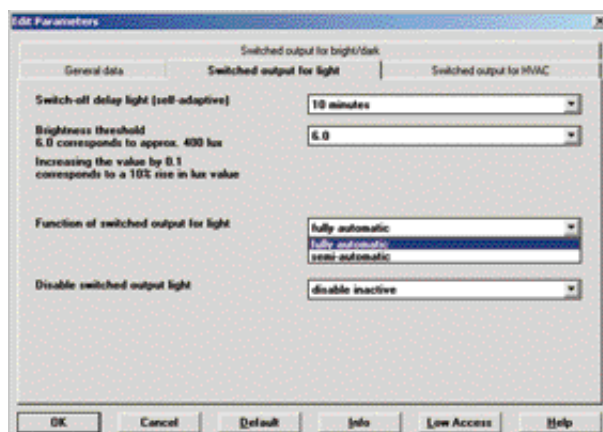 Edit Parameters
Switched output for bright/dark
General data
Switched output for light
Switched output for HVAC
Switch-off delay light (self-adaptive)
10 minutes
Brightness threshold
6.0 corresponds to approx. 400 lux
6.0
Increasing the value by 0.1
corresponds to a 10% rise in lux value
Function of switched output for light
fully automatic
fully automatic
semi-automatic
Disable switched output light
disable inactive
OK
Cancel
Default
Info
Low Access
Help